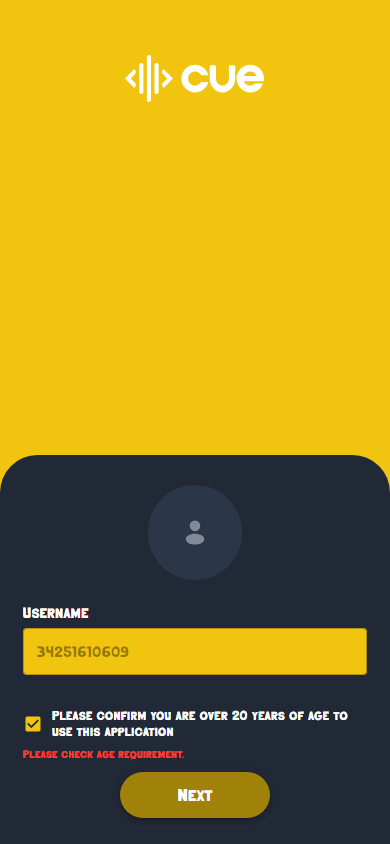 cue
Username
34251610609
Please confirm you are over 20 years of age to
use this application
Please check age requirement.
Next